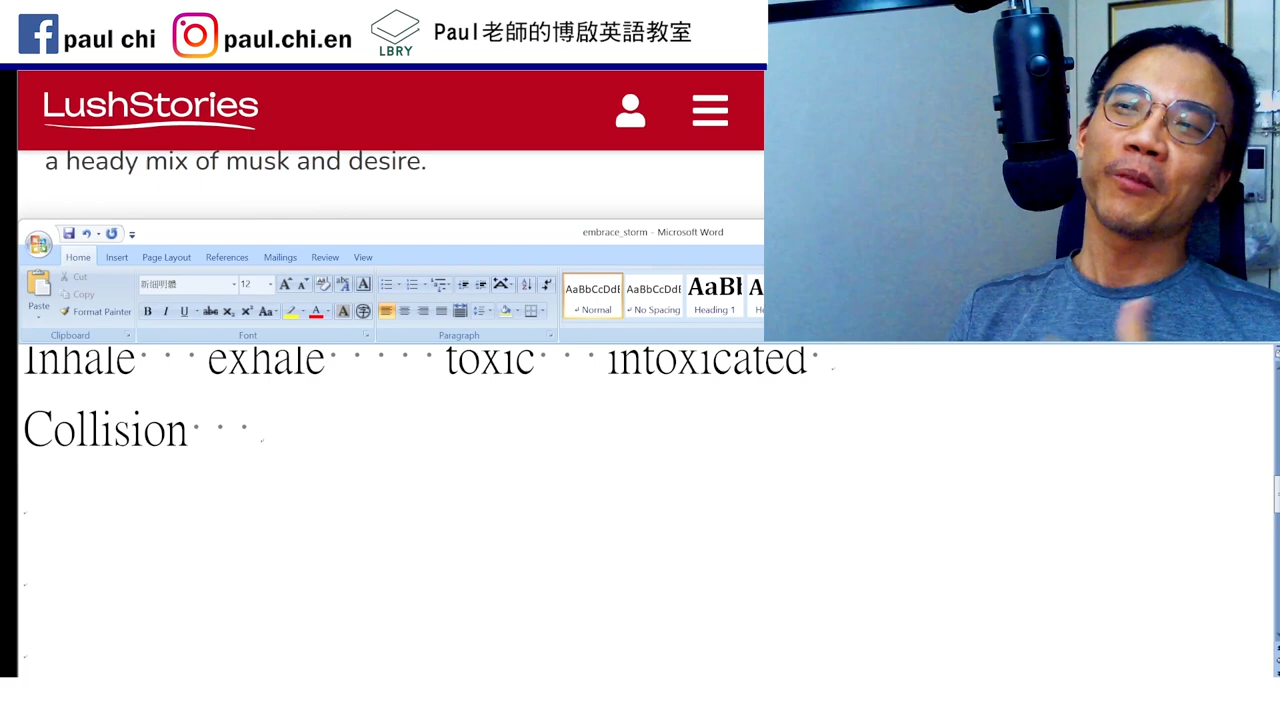 paul chi
paul.chi.en
LBRY
Paul老師的博啟英語教室
LushStories
a heady mix of musk and desire.
embrace_storm - Microsoft Word
Home Insert Page Layout References Mailings Review View
Paste
Cut
Copy
Format Painter
Clipboard
新細明體 12
Font
Paragraph
AaBbCcDdE AaBbCcDdE AaBbl A
Normal No Spacing Heading 1 He
Inhale exhale toxic intoxicated
Collision